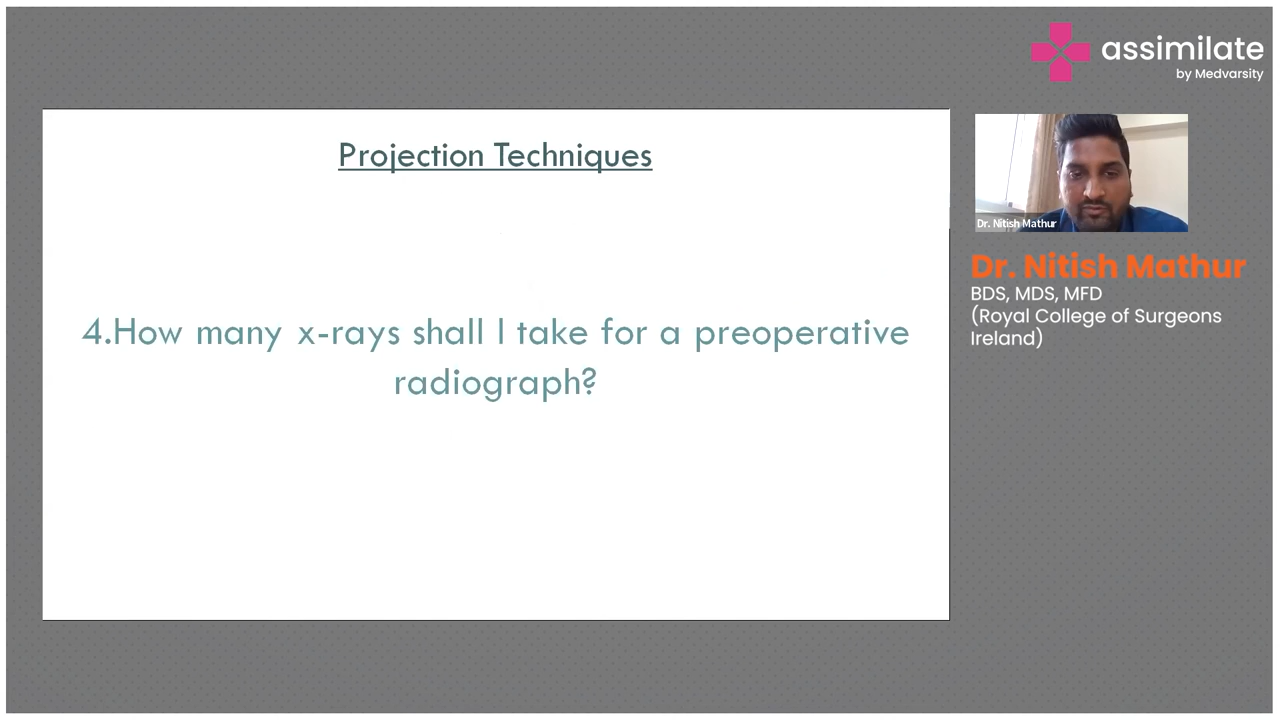 assimilate
by Medvarsity
Projection Techniques
4.How many x-rays shall I take for a preoperative
radiograph?
Dr. Nitish Mathur
Dr. Nitish Mathur
BDS, MDS, MFD
(Royal College of Surgeons
Ireland)